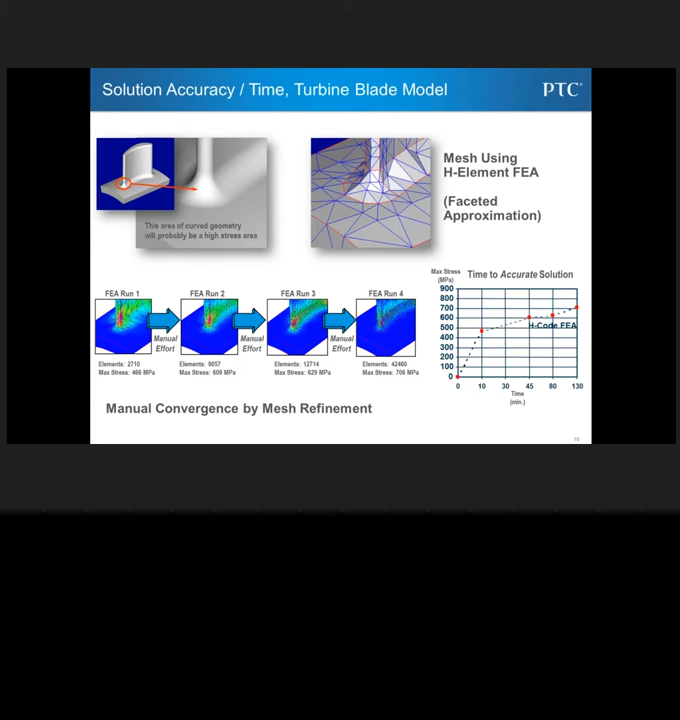 Solution Accuracy / Time, Turbine Blade Model
PTC®
This area of curved geometry
will probably be a high stress area
Mesh Using
H-Element FEA
(Faceted
Approximation)
FEA Run 1
FEA Run 2
FEA Run 3
FEA Run 4
Manual
Effort
Manual
Effort
Manual
Effort
Elements: 2710
Max Stress: 466 MPa
Elements: 9057
Max Stress: 609 MPa
Elements: 12714
Max Stress: 629 MPa
Elements: 42460
Max Stress: 706 MPa
Max Stress
(MPa)
Time to Accurate Solution
900
800
700
600
500
400
300
200
100
0
H-Code FEA
0 10 30 45 80 130
Time
(min.)
Manual Convergence by Mesh Refinement
10